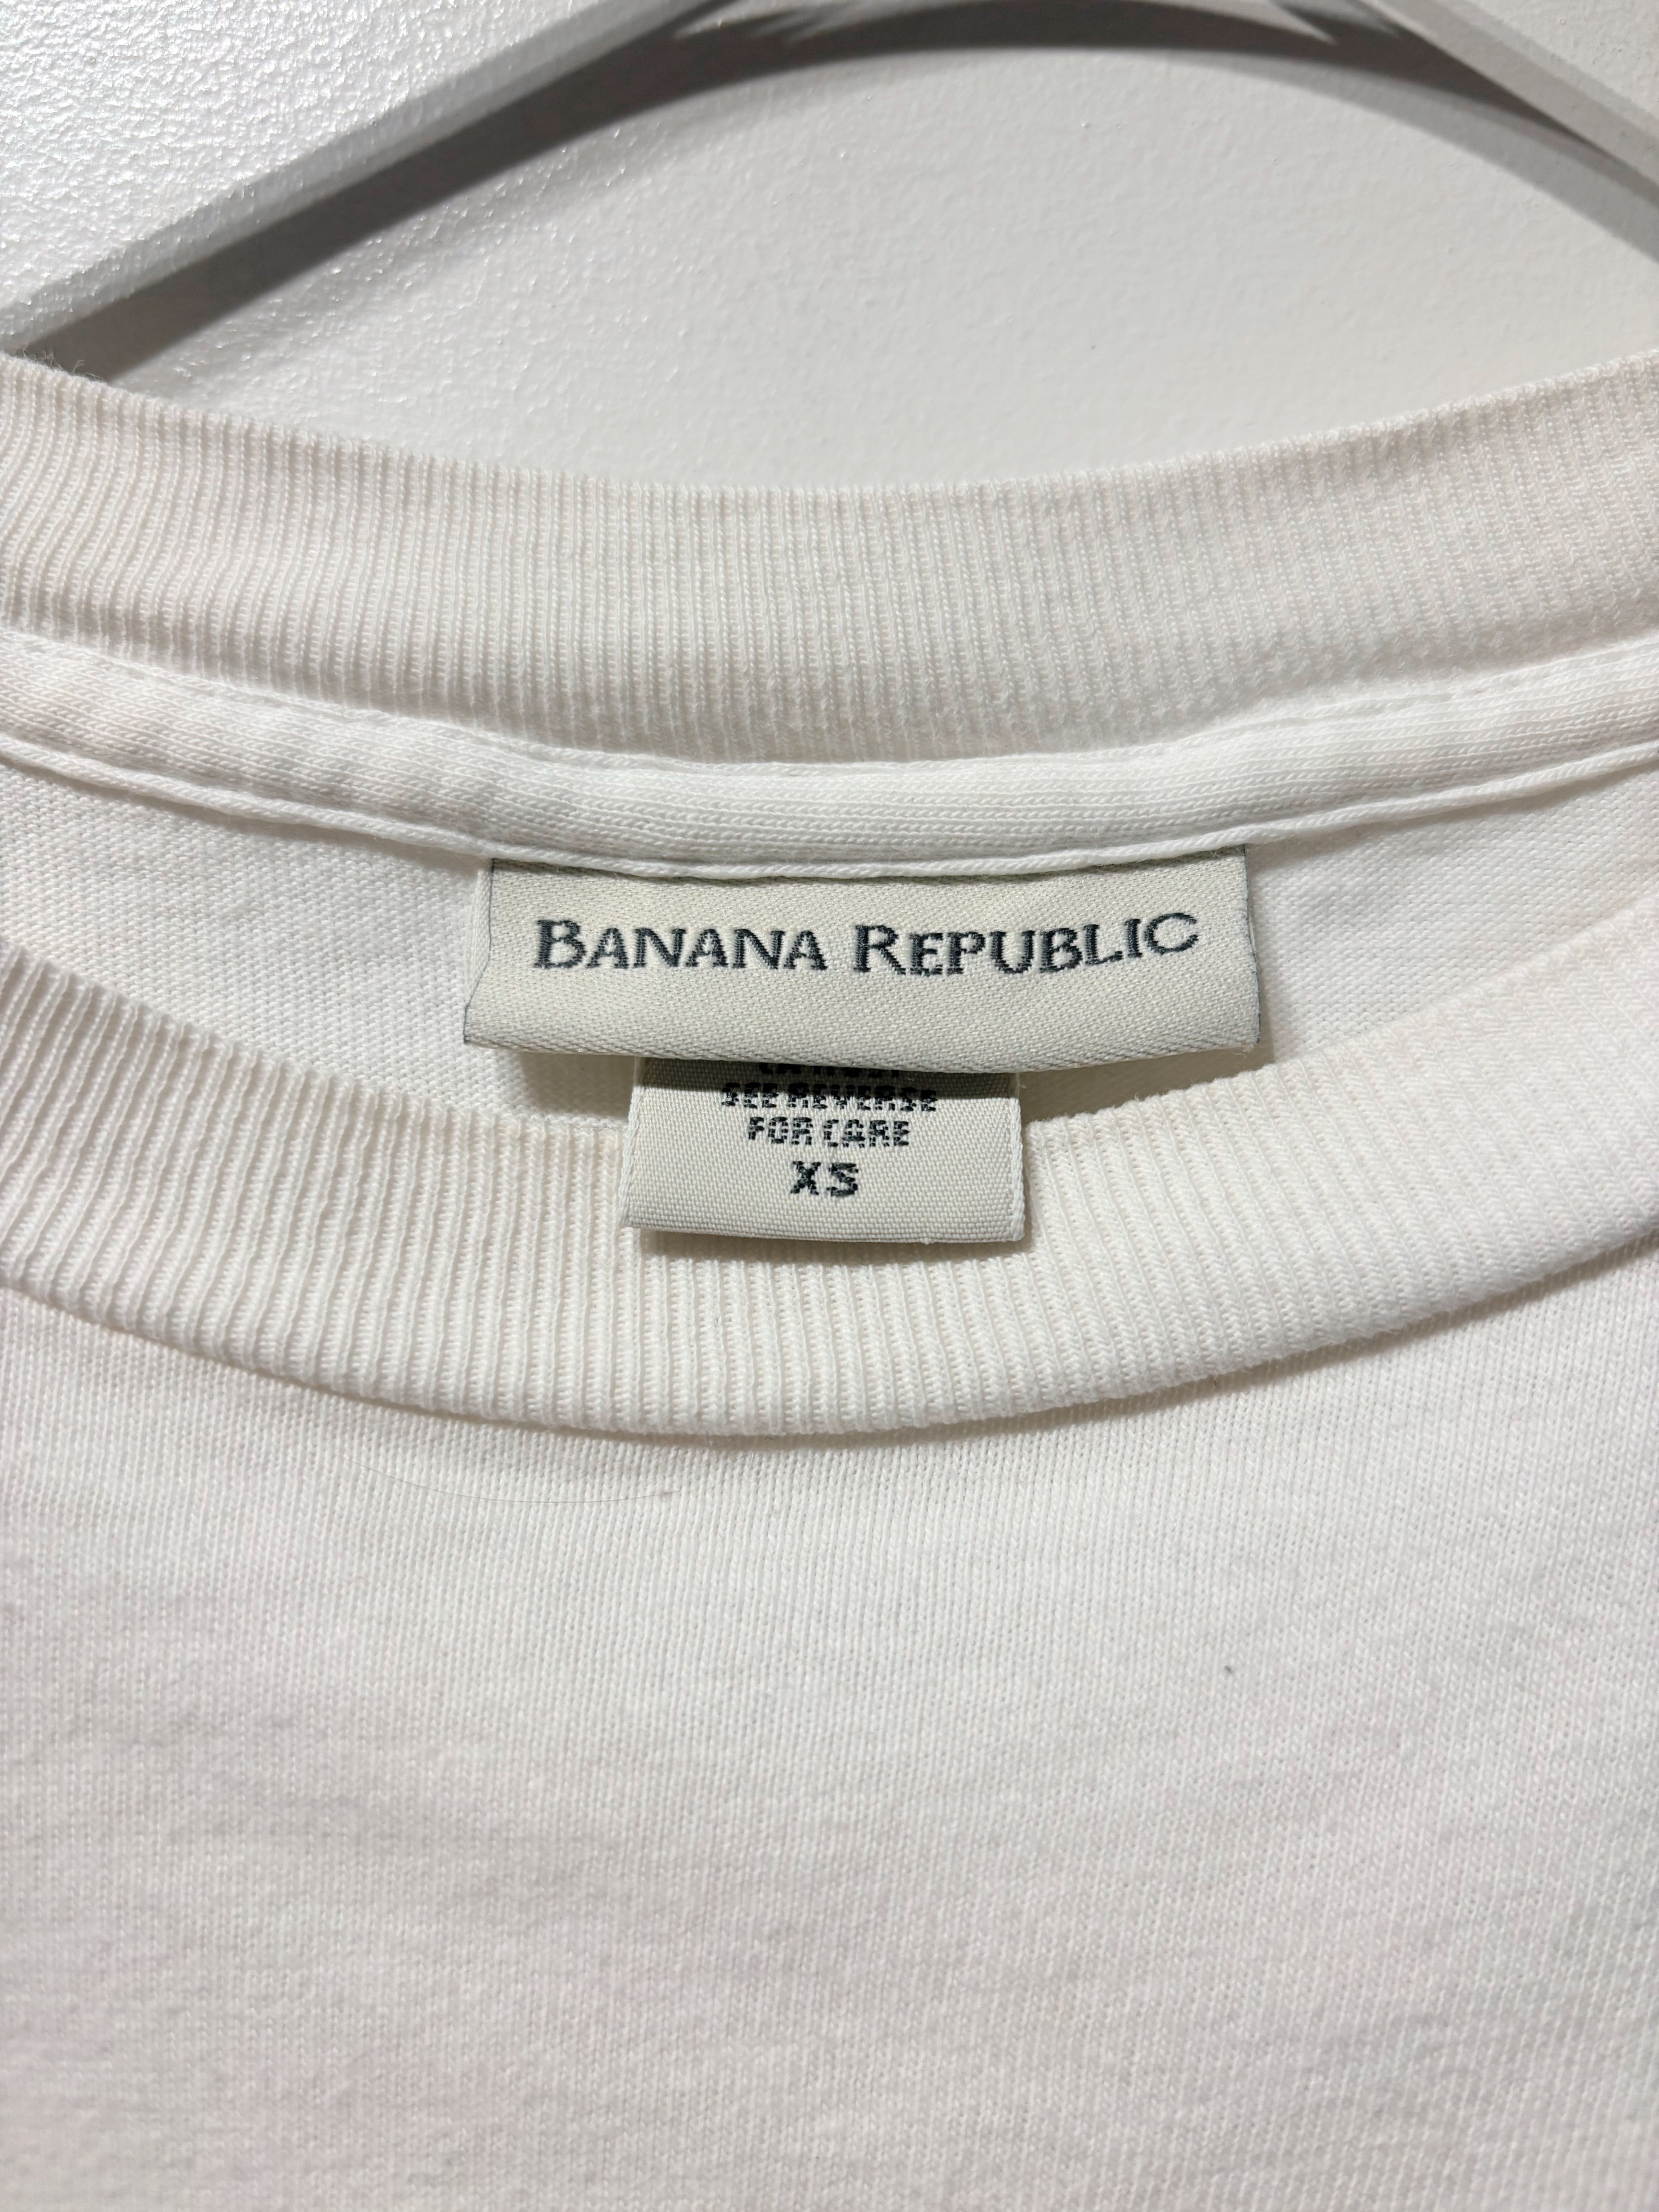 BANANA REPUBLIC
SEE REVERSE
FOR CARE
XS